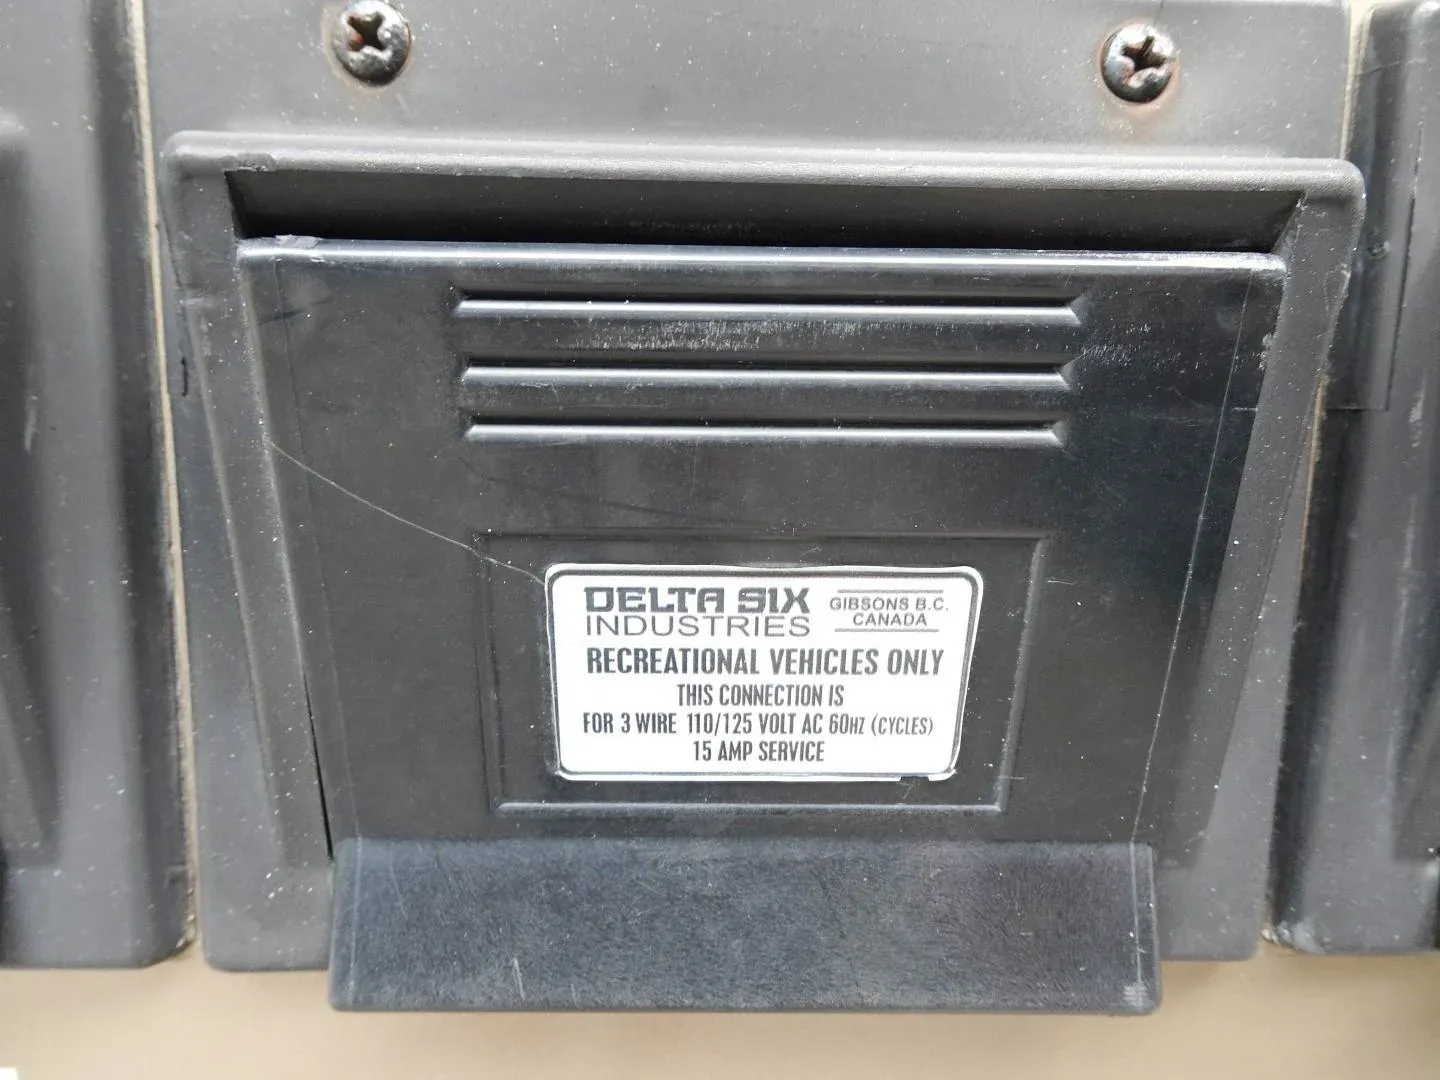 DELTA SIX
INDUSTRIES
GIBSONS B.C.
CANADA
RECREATIONAL VEHICLES ONLY
THIS CONNECTION IS
FOR 3 WIRE 110/125 VOLT AC 60HZ (CYCLES)
15 AMP SERVICE